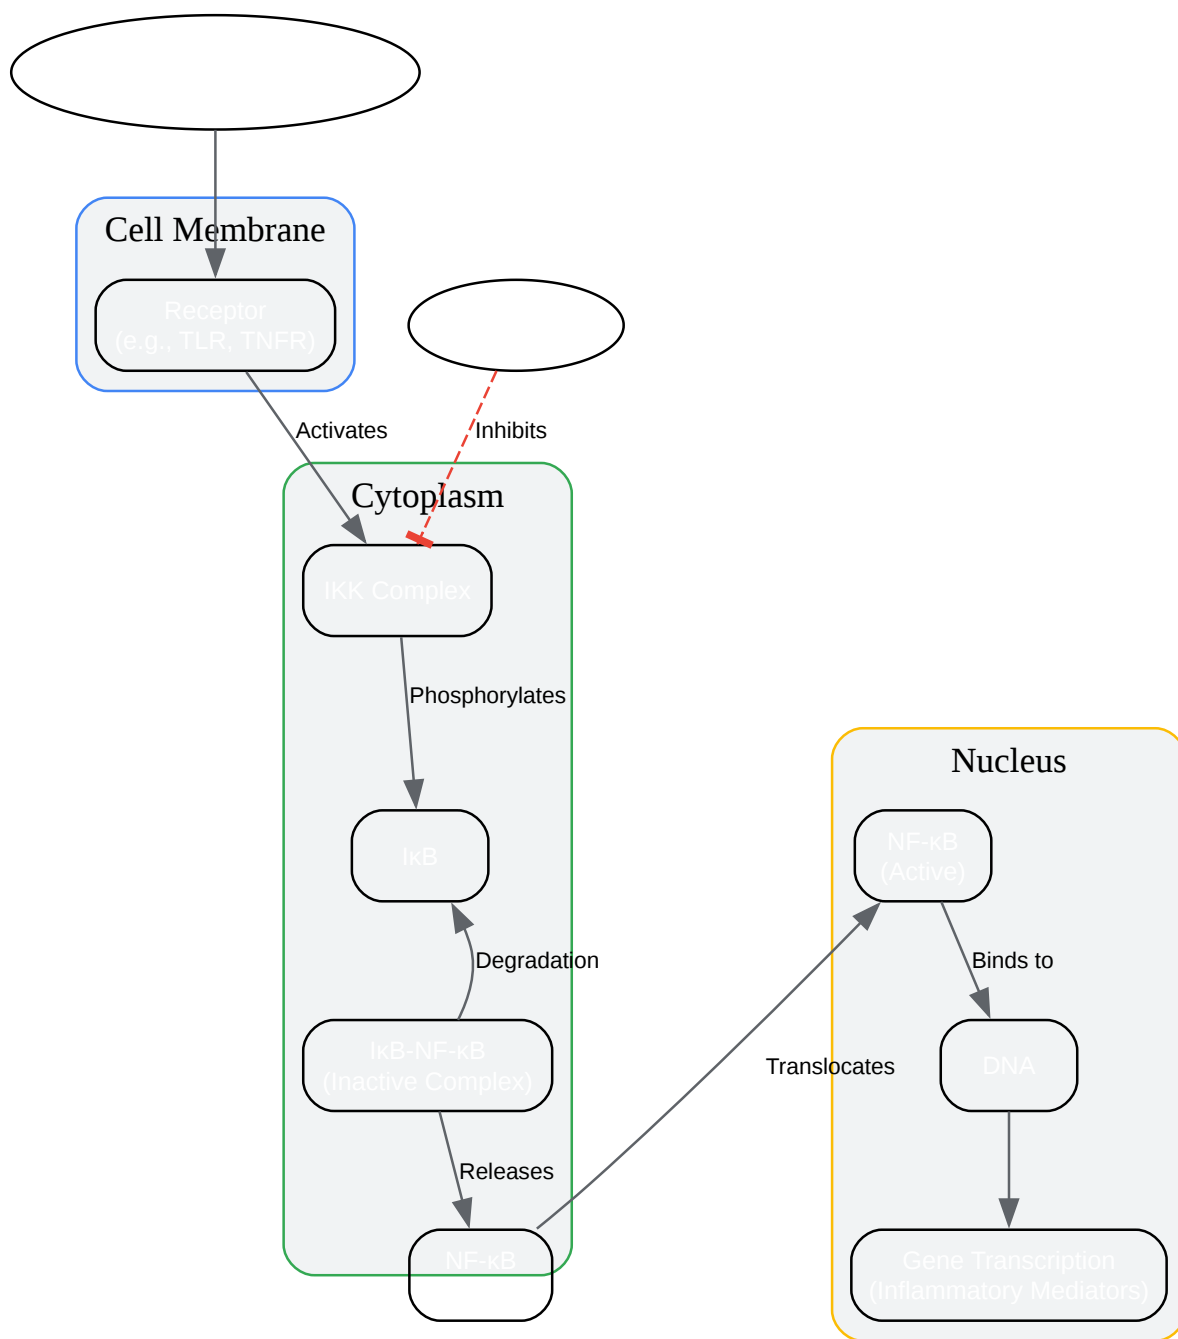 Cell Membrane
Receptor
(e.g., TLR, TNFR)
Activates
Inhibits
Cytoplasm
IKK Complex
Phosphorylates
Nucleus
IκB
NF-κB
(Active)
Degradation
Binds to
IκB-NF-κB
(Inactive Complex)
Translocates
DNA
Releases
NF-κB
Gene Transcription
(Inflammatory Mediators)